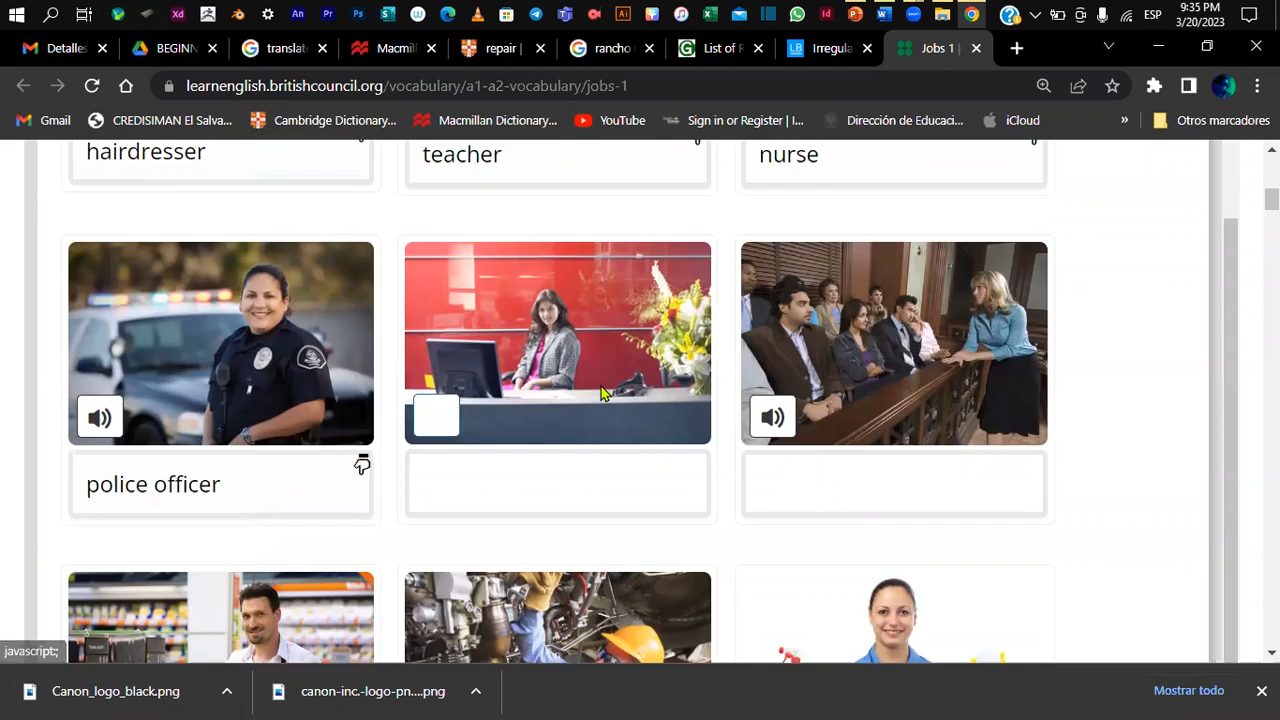 9:35 PM
ESP
3/20/2023
Detalles
BEGINN
translate
Macmill
repair |
rancho
List of R
Irregula
Jobs 1 |
learnenglish.britishcouncil.org/vocabulary/a1-a2-vocabulary/jobs-1
Gmail
CREDISIMAN El Salva...
Cambridge Dictionary...
Macmillan Dictionary...
YouTube
Sign in or Register | I...
Dirección de Educaci...
iCloud
»
Otros marcadores
hairdresser
teacher
nurse
police officer
javascript:;
Canon_logo_black.png
canon-inc.-logo-pn....png
Mostrar todo